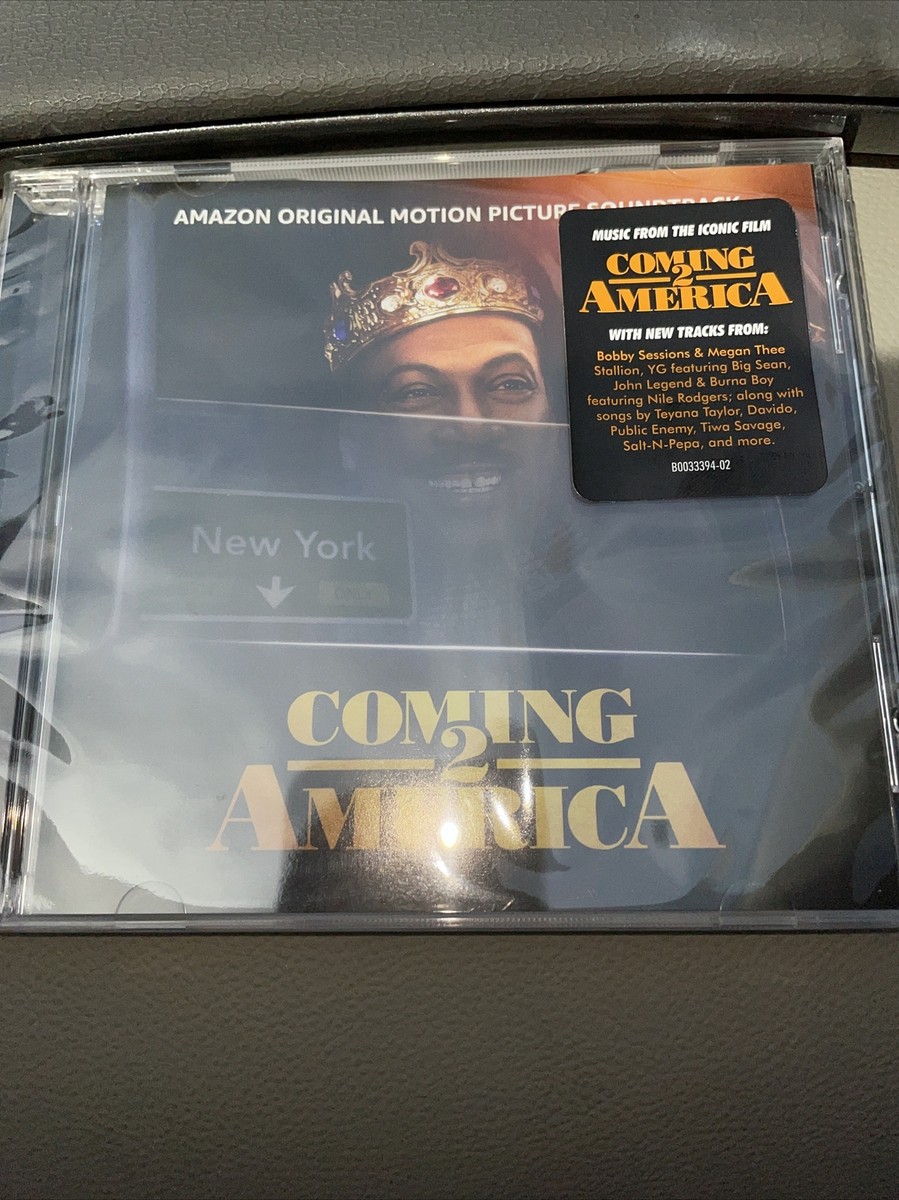 AMAZON ORIGINAL MOTION PICTURE SOUNDTRACK
MUSIC FROM THE ICONIC FILM
COMING
2
AMERICA
WITH NEW TRACKS FROM:
Bobby Sessions & Megan Thee
Stallion, YG featuring Big Sean,
John Legend & Burna Boy
featuring Nile Rodgers; along with
songs by Teyana Taylor, Davido,
Public Enemy, Tiwa Savage,
Salt-N-Pepa, and more.
B0033394-02
New York
COMING
2
AMERICA